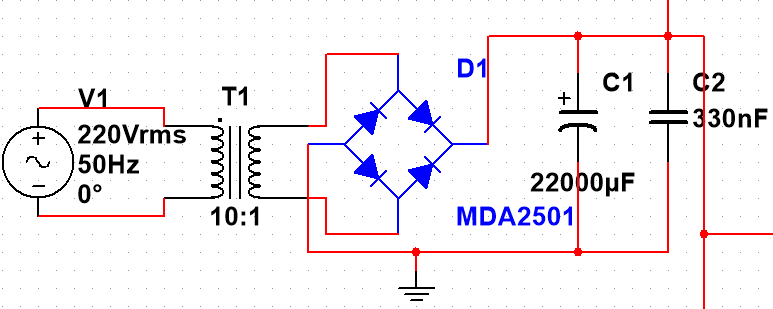 V1
220Vrms
50Hz
0°
T1
10:1
D1
MDA2501
C1
22000µF
C2
330nF